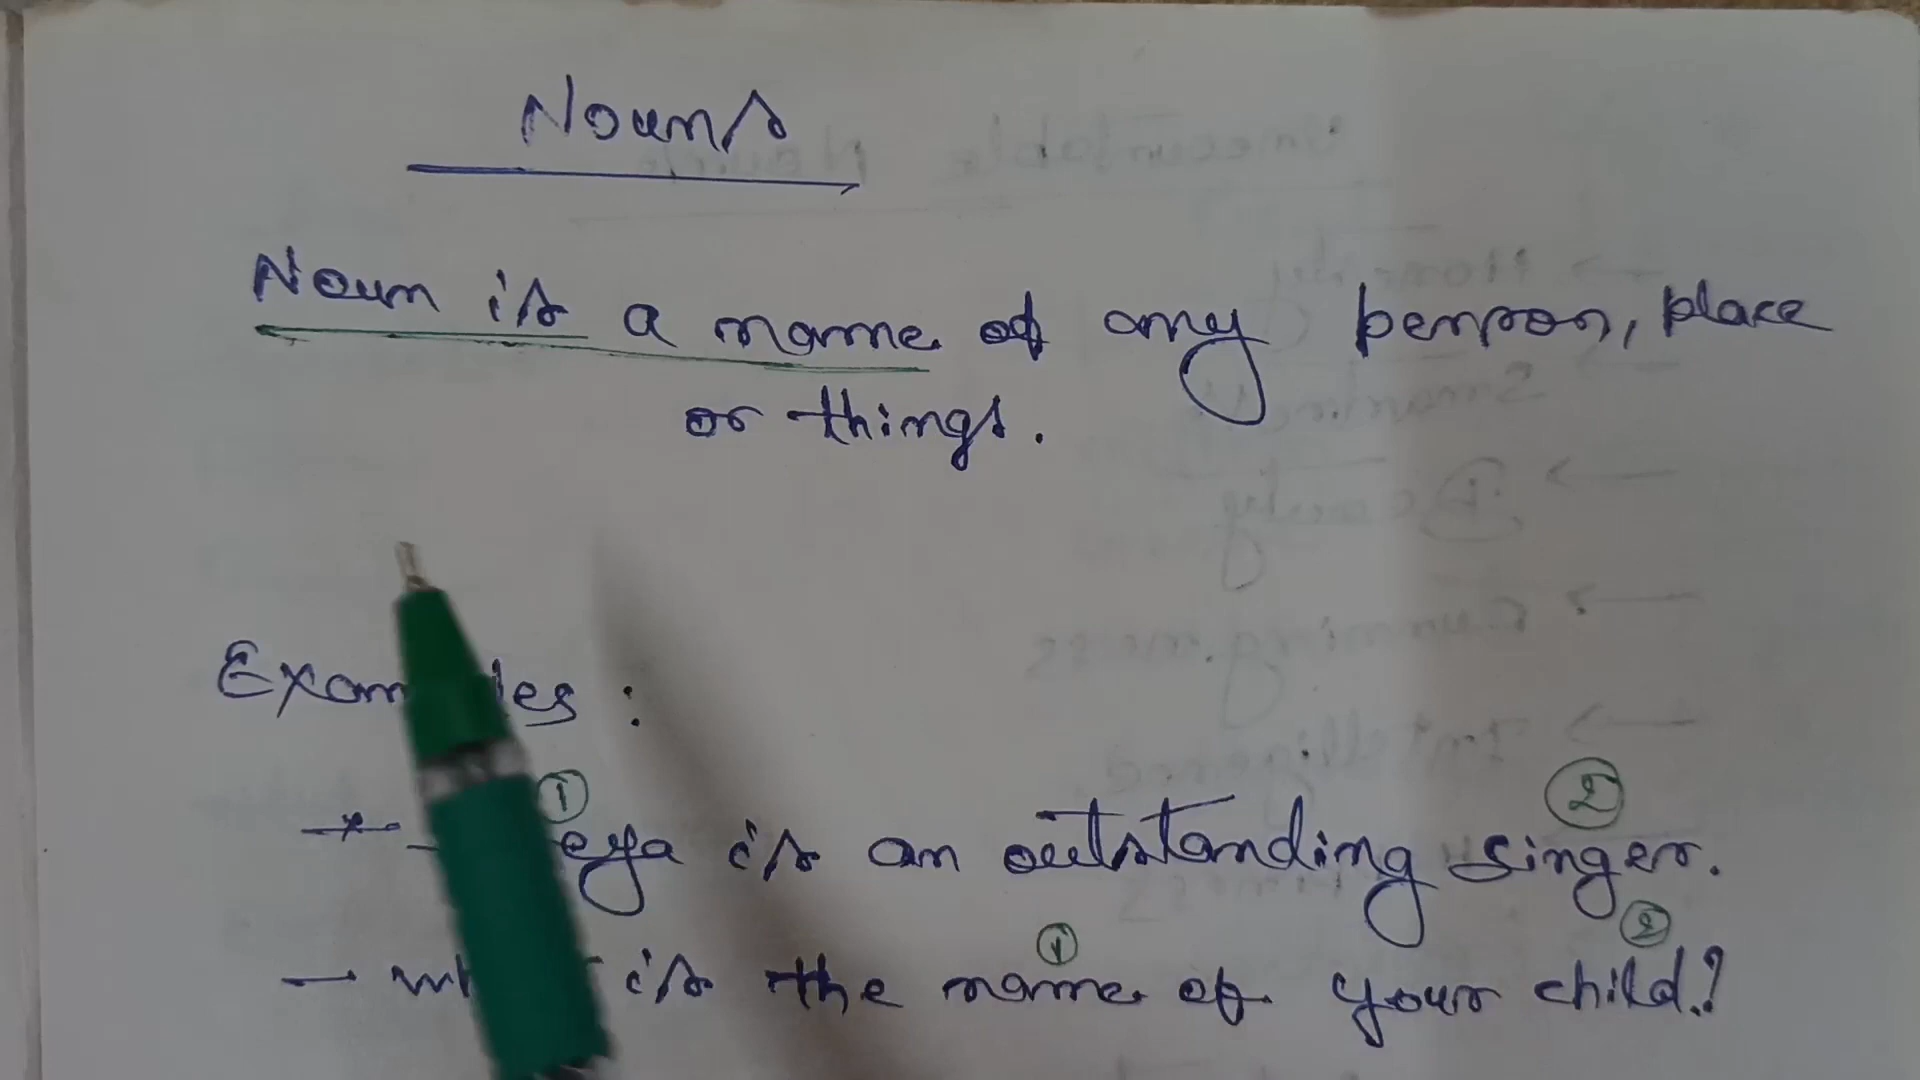 Nouns
Noun is a name of any person, place
or things.
Examples :
① ②
eya is an outstanding singer.
① ②
is the name of your child?